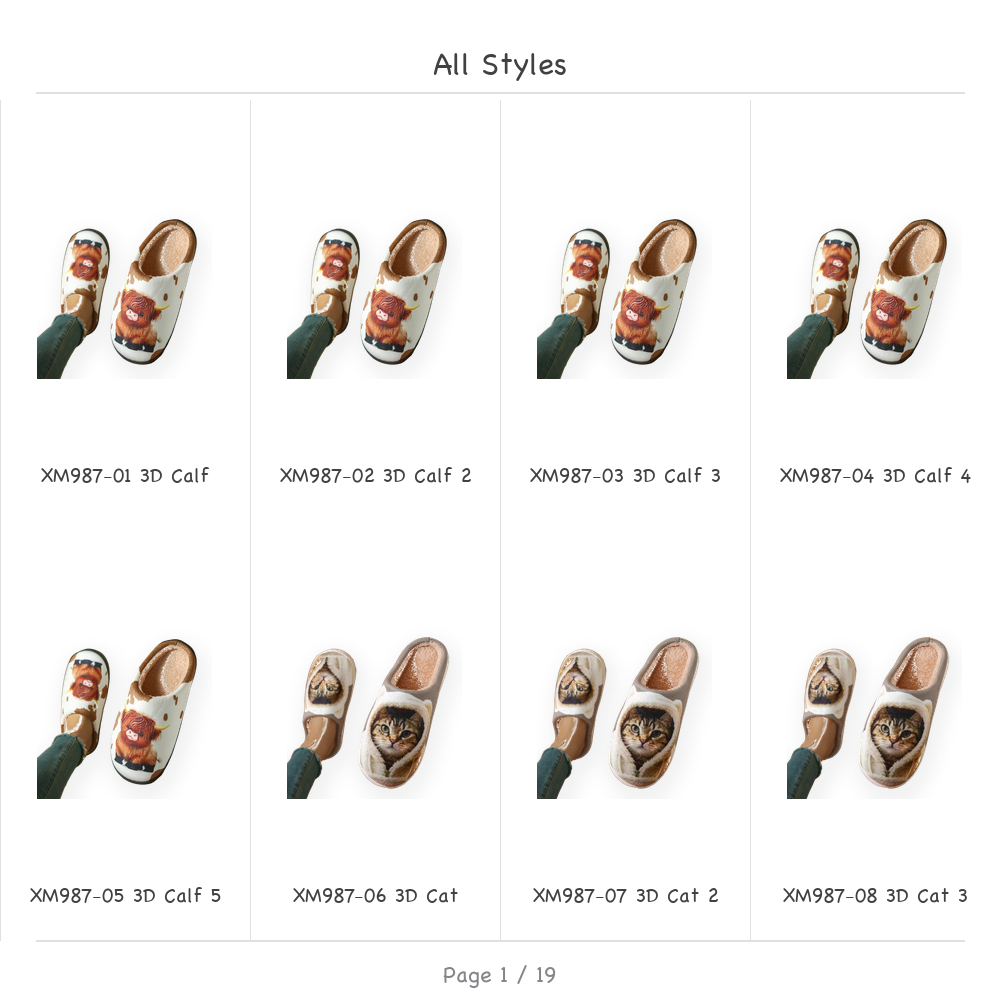 All Styles
XM987-01 3D Calf
XM987-02 3D Calf 2
XM987-03 3D Calf 3
XM987-04 3D Calf 4
XM987-05 3D Calf 5
XM987-06 3D Cat
XM987-07 3D Cat 2
XM987-08 3D Cat 3
Page 1 / 19